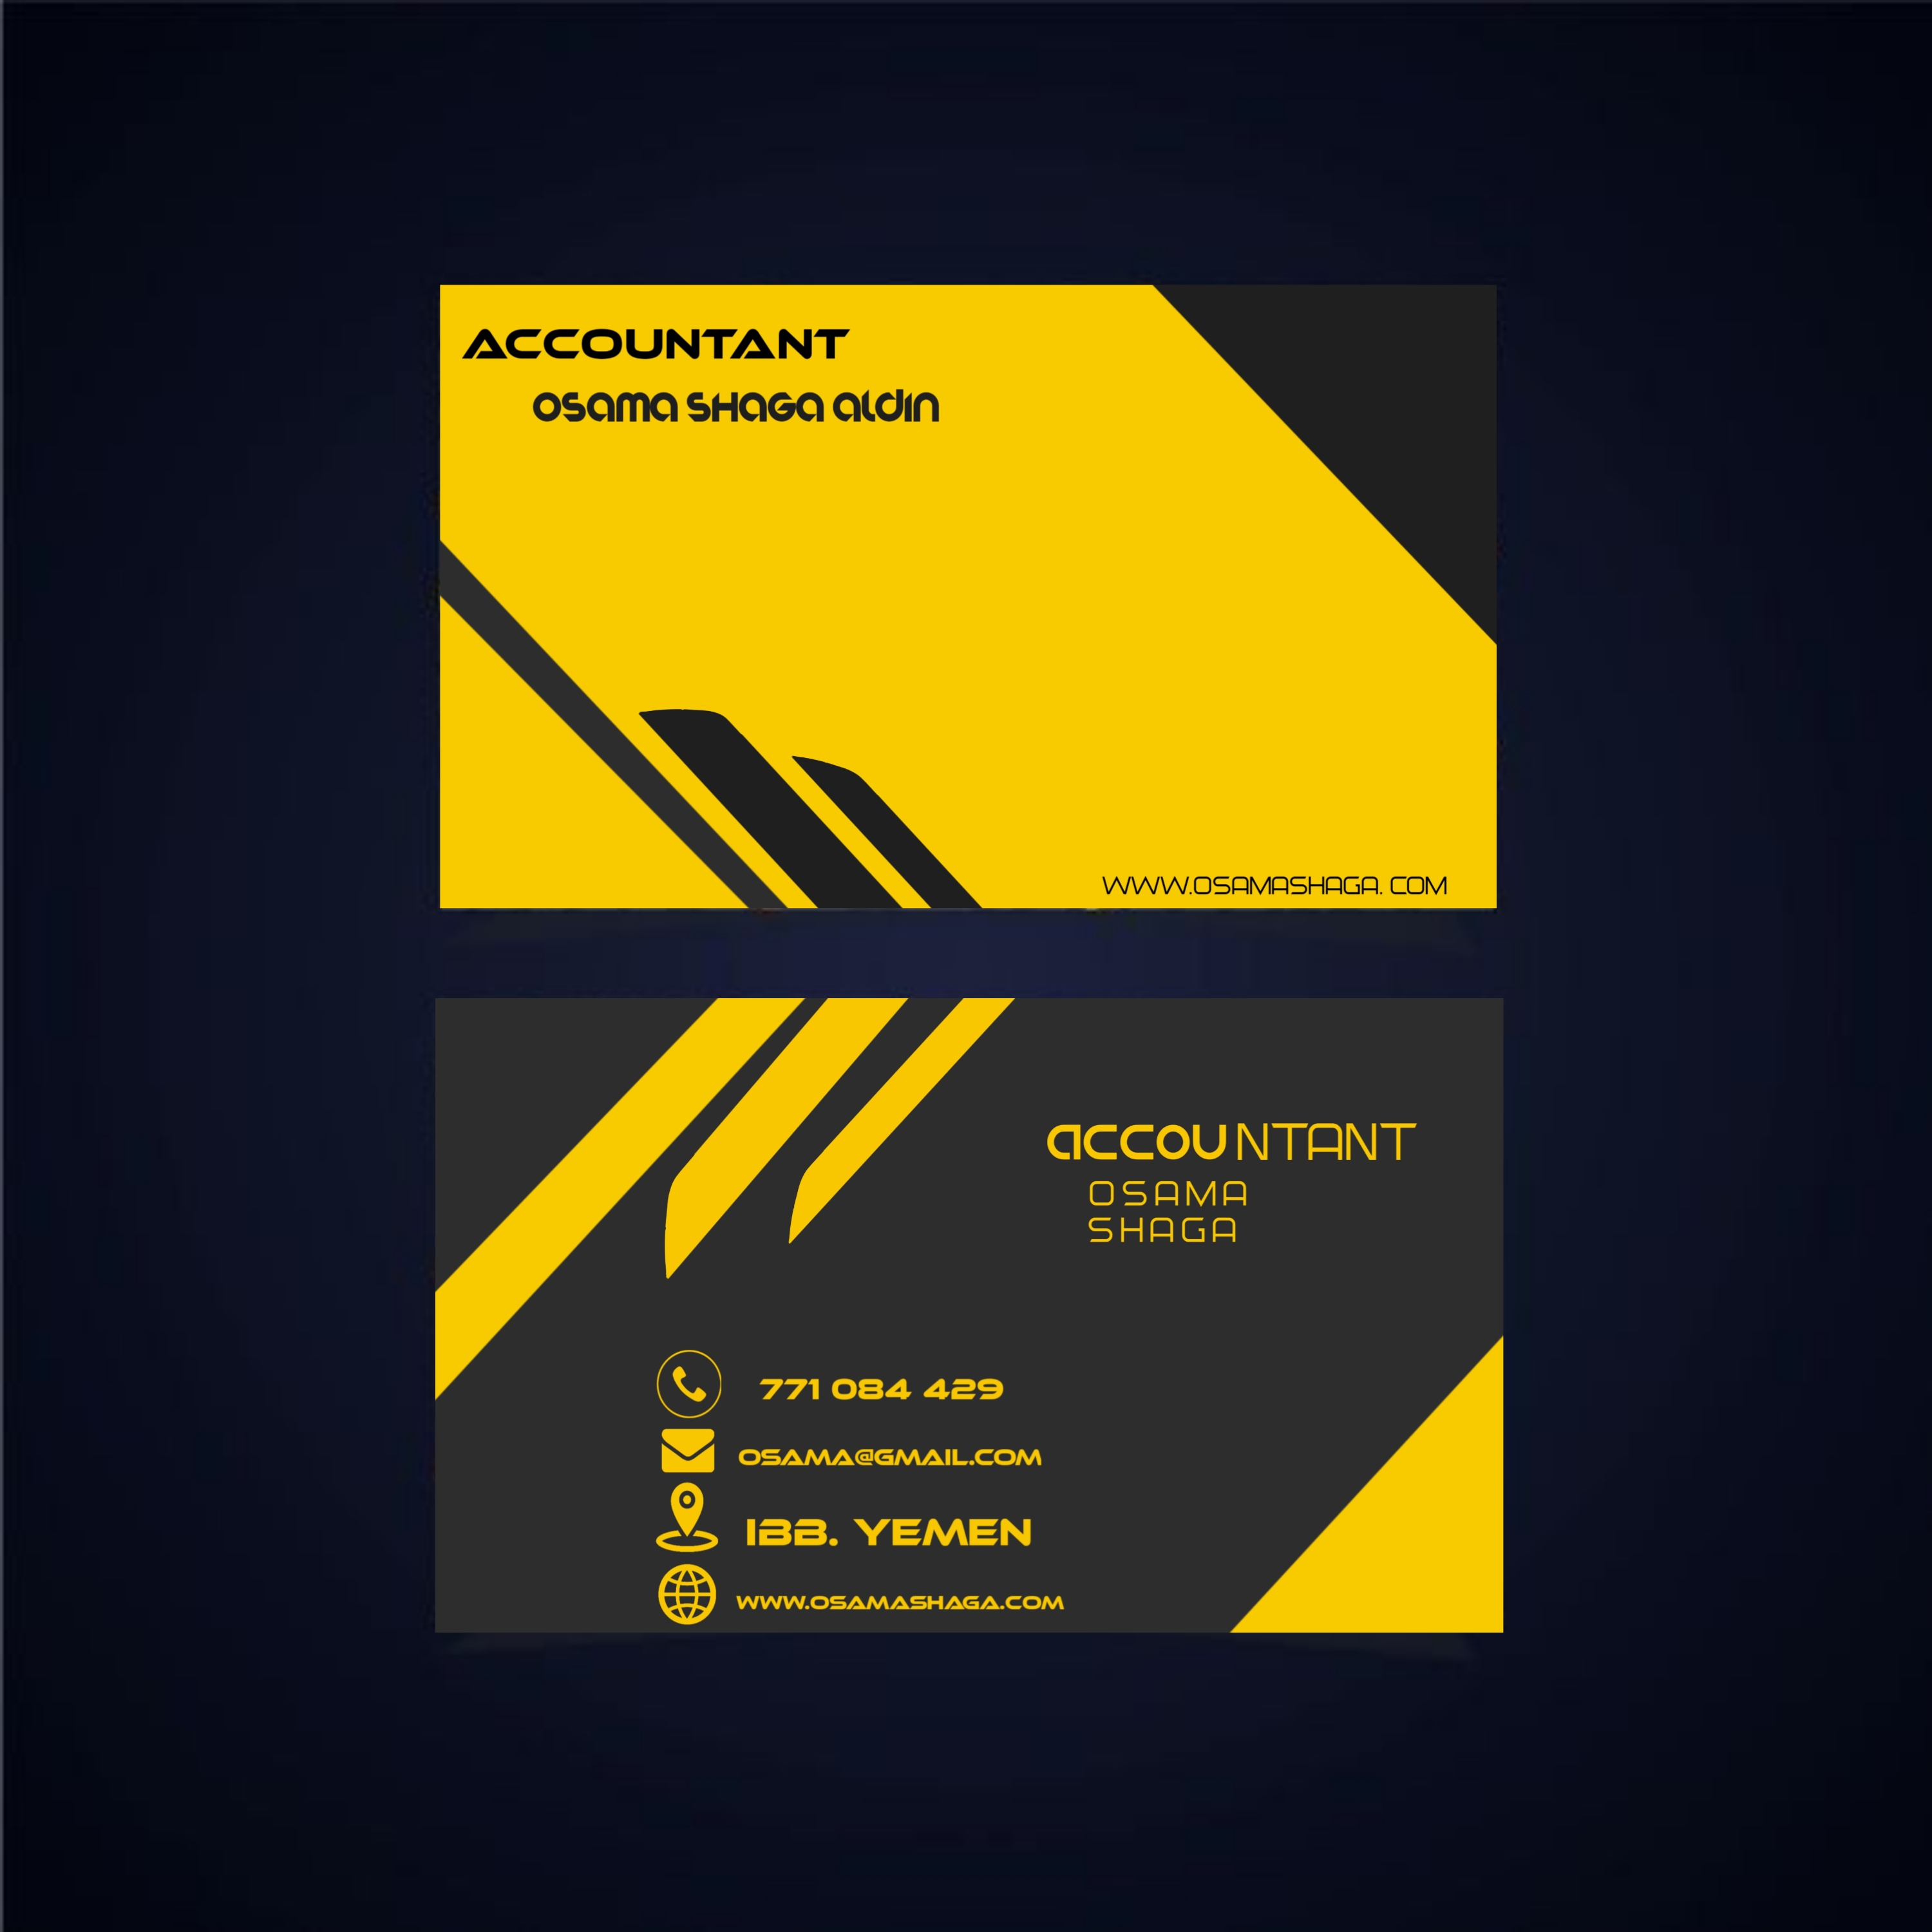 ACCOUNTANT
osama SHaGa aldin
WWW.OSAMASHAGA. COM
accouNTANT
OSAMA
SHAGA
771 084 429
OSAMA@GMAIL.COM
IBB. YEMEN
WWW.OSAMASHAGA.COM